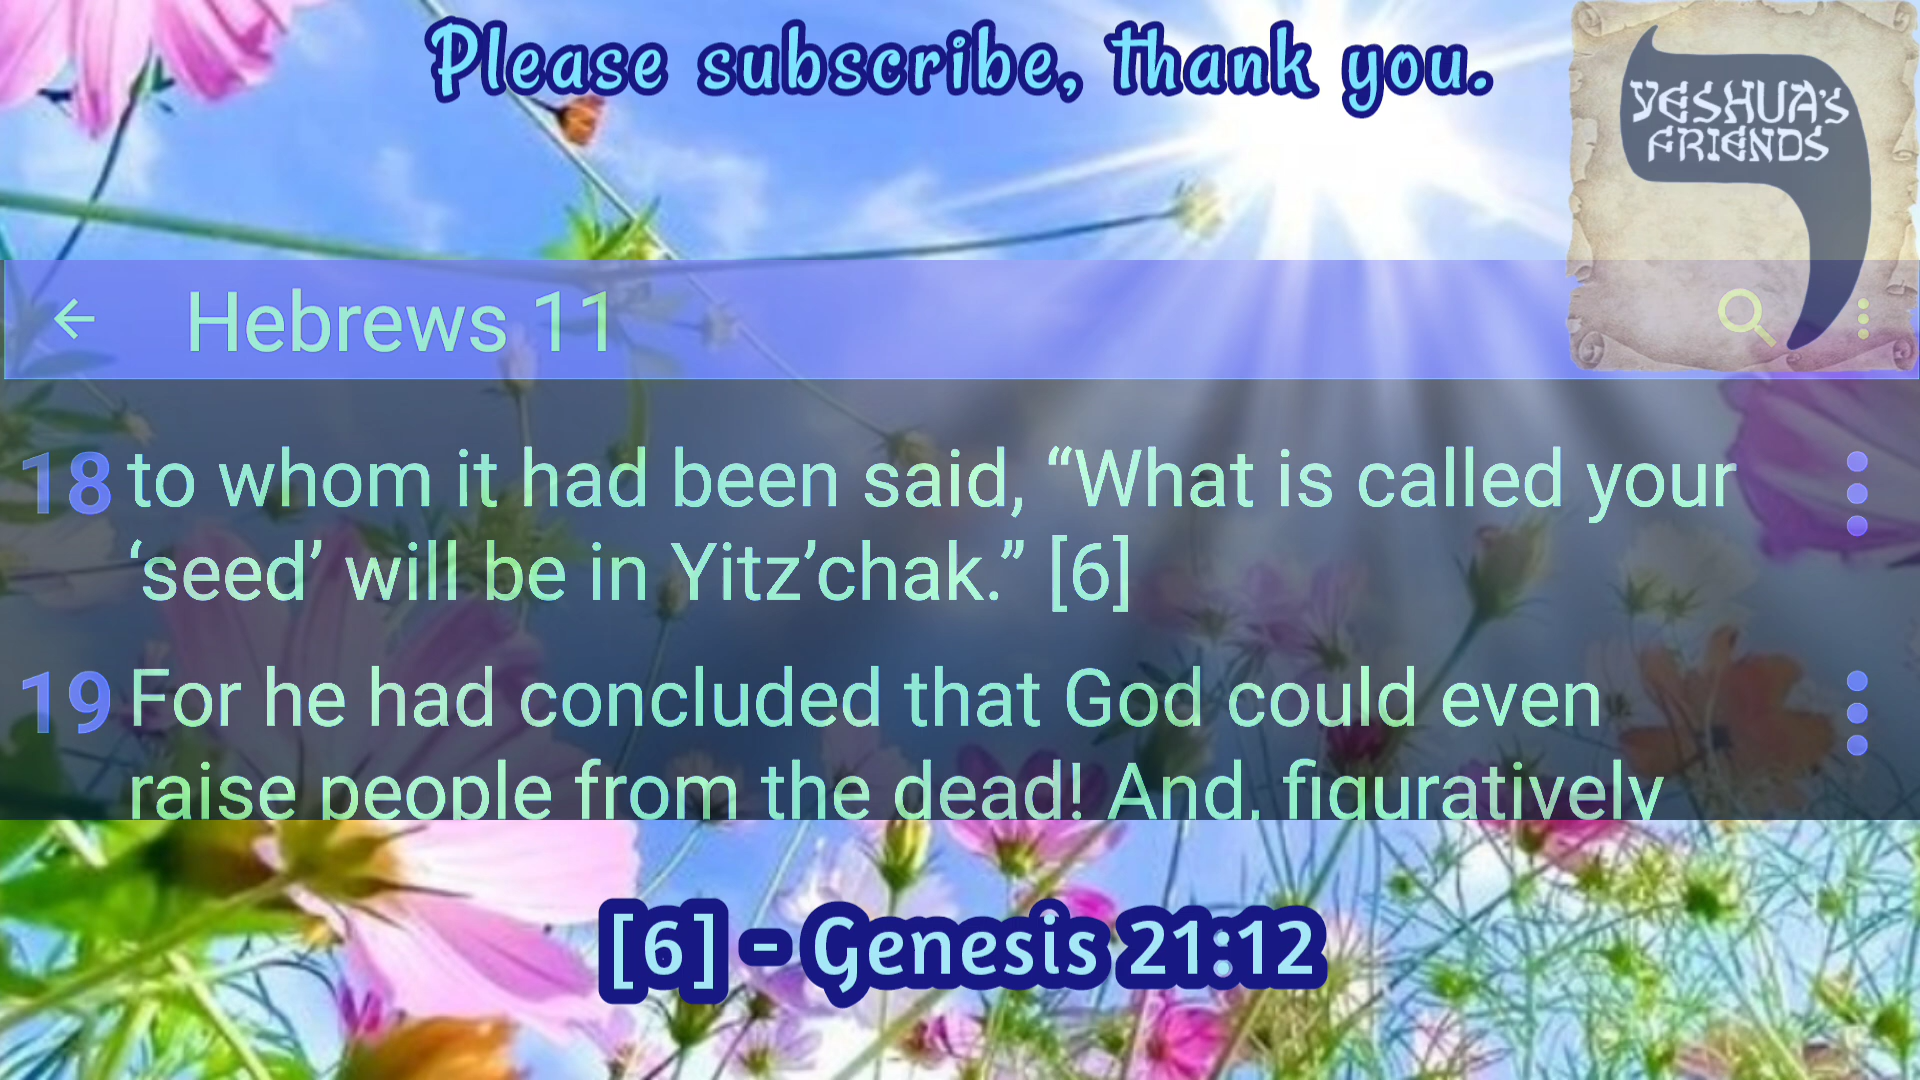 Please subscribe, thank you.
YESHUA'S
FRIENDS
Hebrews 11
18 to whom it had been said, “What is called your
‘seed’ will be in Yitz’chak.” [6]
19 For he had concluded that God could even
raise people from the dead! And, figuratively
[6] - Genesis 21:12